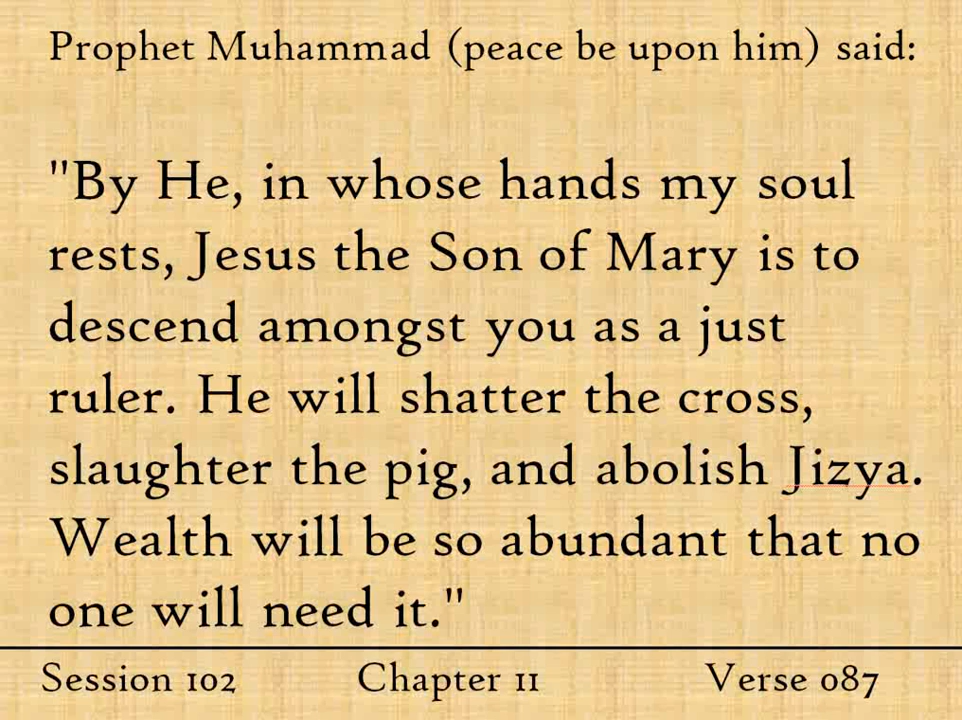 Prophet Muhammad (peace be upon him) said:
"By He, in whose hands my soul
rests, Jesus the Son of Mary is to
descend amongst you as a just
ruler. He will shatter the cross,
slaughter the pig, and abolish Jizya.
Wealth will be so abundant that no
one will need it."
Session 102 Chapter 11 Verse 087